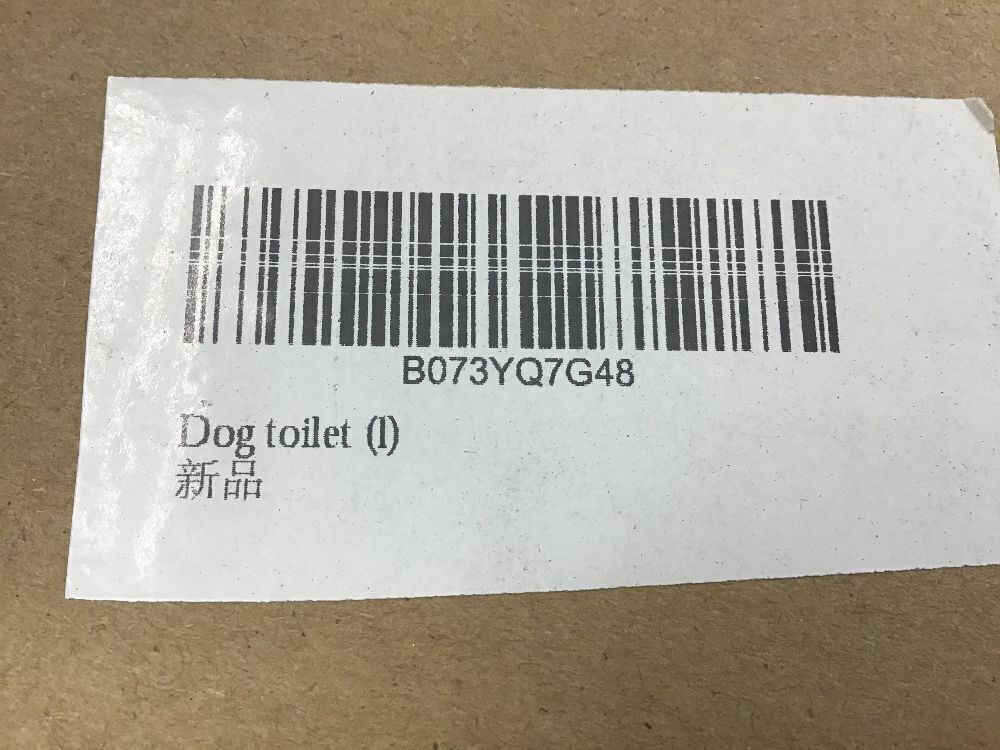 B073YQ7G48
Dog toilet (l)
新品